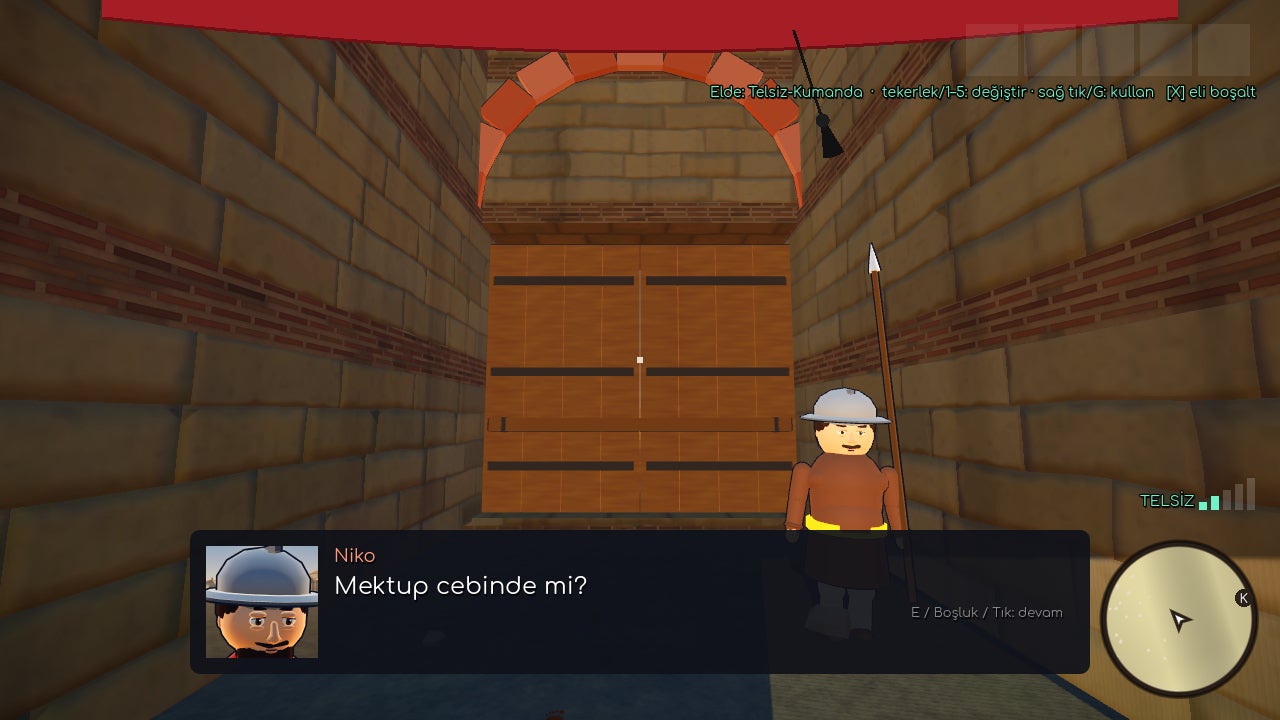 Elde: Telsiz-Kumanda · tekerlek/1-5: değiştir · sağ tık/G: kullan [X] eli boşalt
TELSİZ
K
Niko
Mektup cebinde mi?
E / Boşluk / Tık: devam